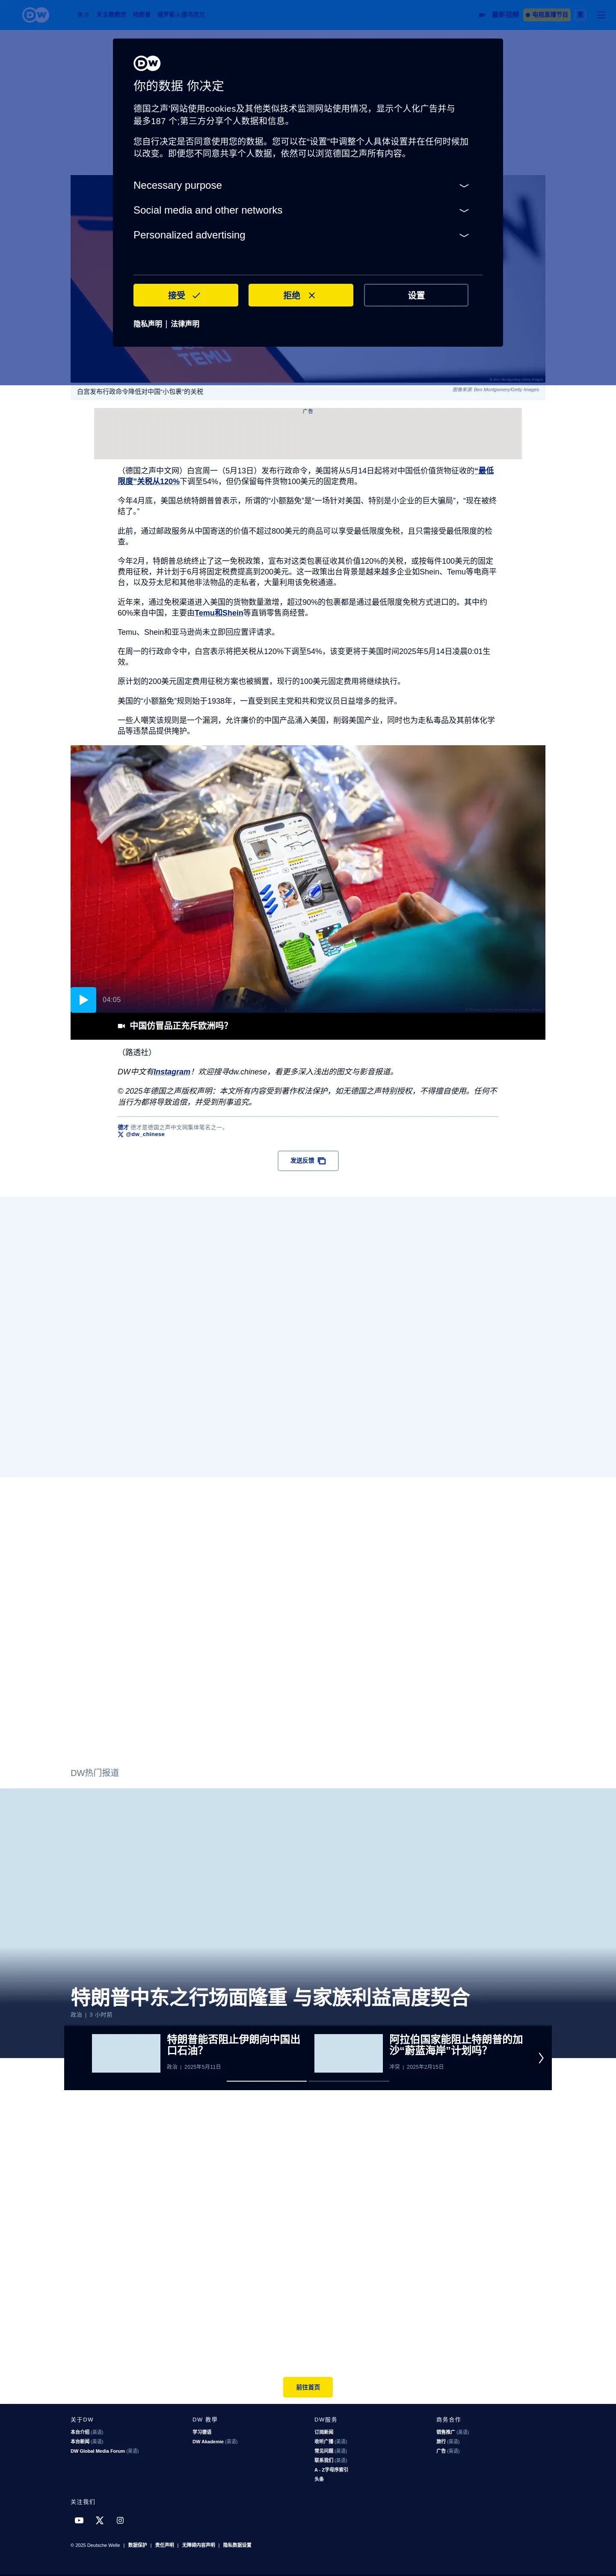 DW
最新视频
电视直播节目
DW
你的数据 你决定
德国之声'网站使用cookies及其他类似技术监测网站使用情况，显示个人化广告并与
最多187 个;第三方分享个人数据和信息。
您自行决定是否同意使用您的数据。您可以在“设置”中调整个人具体设置并在任何时候加
以改变。即便您不同意共享个人数据，依然可以浏览德国之声所有内容。
Necessary purpose
Social media and other networks
Personalized advertising
接受
拒绝
设置
隐私声明 | 法律声明
TEMU
白宫发布行政命令降低对中国“小包裹”的关税
图像来源: Ben Montgomery/Getty Images
广告
（德国之声中文网）白宫周一（5月13日）发布行政命令，美国将从5月14日起将对中国低价值货物征收的“最低
限度”关税从120%下调至54%，但仍保留每件货物100美元的固定费用。
今年4月底，美国总统特朗普曾表示，所谓的“小额豁免”是“一场针对美国、特别是小企业的巨大骗局”，“现在被终
结了。”
此前，通过邮政服务从中国寄送的价值不超过800美元的商品可以享受最低限度免税，且只需接受最低限度的检
查。
今年2月，特朗普总统终止了这一免税政策，宣布对这类包裹征收其价值120%的关税，或按每件100美元的固定
费用征税，并计划于6月将固定税费提高到200美元。这一政策出台背景是越来越多企业如Shein、Temu等电商平
台，以及芬太尼和其他非法物品的走私者，大量利用该免税通道。
近年来，通过免税渠道进入美国的货物数量激增，超过90%的包裹都是通过最低限度免税方式进口的。其中约
60%来自中国，主要由Temu和Shein等直销零售商经营。
Temu、Shein和亚马逊尚未立即回应置评请求。
在周一的行政命令中，白宫表示将把关税从120%下调至54%，该变更将于美国时间2025年5月14日凌晨0:01生
效。
原计划的200美元固定费用征税方案也被搁置，现行的100美元固定费用将继续执行。
美国的“小额豁免”规则始于1938年，一直受到民主党和共和党议员日益增多的批评。
一些人嘲笑该规则是一个漏洞，允许廉价的中国产品涌入美国，削弱美国产业，同时也为走私毒品及其前体化学
品等违禁品提供掩护。
04:05
中国仿冒品正充斥欧洲吗？
（路透社）
DW中文有Instagram！欢迎搜寻dw.chinese，看更多深入浅出的图文与影音报道。
© 2025年德国之声版权声明：本文所有内容受到著作权法保护，如无德国之声特别授权，不得擅自使用。任何不
当行为都将导致追偿，并受到刑事追究。
德才 德才是德国之声中文网集体笔名之一。
@dw_chinese
发送反馈
DW热门报道
特朗普中东之行场面隆重 与家族利益高度契合
政治 | 3 小时前
特朗普能否阻止伊朗向中国出
口石油？
政治 | 2025年5月11日
阿拉伯国家能阻止特朗普的加
沙“蔚蓝海岸”计划吗？
冲突 | 2025年2月15日
前往首页
关于DW
本台介绍 (英语)
本台新闻 (英语)
DW Global Media Forum (英语)
DW 教學
学习德语
DW Akademie (英语)
DW服务
订阅新闻
收听广播 (英语)
常见问题 (英语)
联系我们 (英语)
A - Z字母序索引
头条
商务合作
销售推广 (英语)
旅行 (英语)
广告 (英语)
关注我们
© 2025 Deutsche Welle | 数据保护 | 责任声明 | 无障碍内容声明 | 隐私数据设置